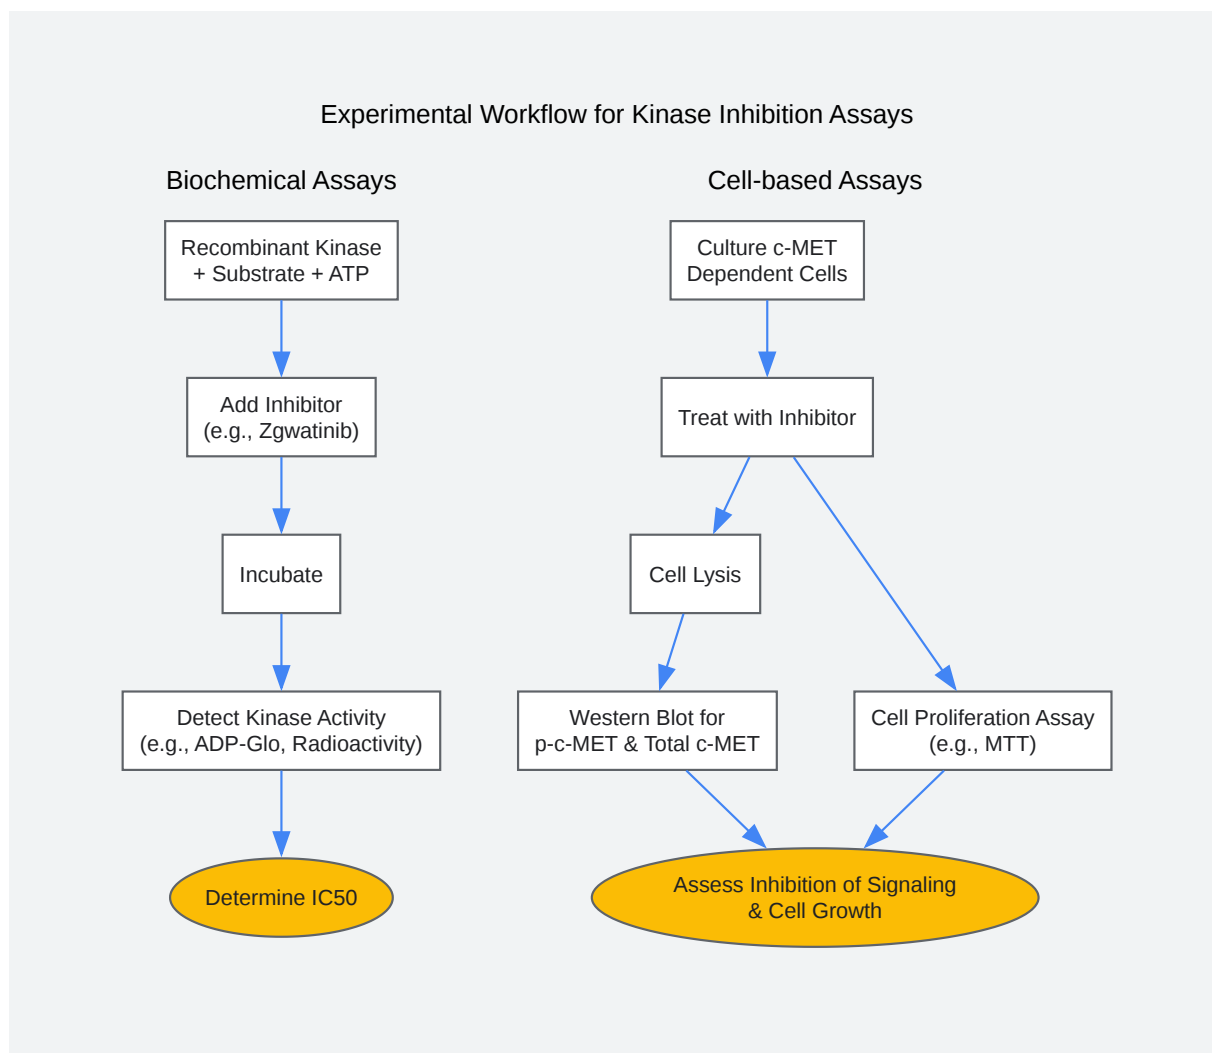 Experimental Workflow for Kinase Inhibition Assays
Biochemical Assays
Recombinant Kinase
+ Substrate + ATP
Add Inhibitor
(e.g., Zgwatinib)
Incubate
Detect Kinase Activity
(e.g., ADP-Glo, Radioactivity)
Determine IC50
Cell-based Assays
Culture c-MET
Dependent Cells
Treat with Inhibitor
Cell Lysis
Western Blot for
p-c-MET & Total c-MET
Cell Proliferation Assay
(e.g., MTT)
Assess Inhibition of Signaling
& Cell Growth